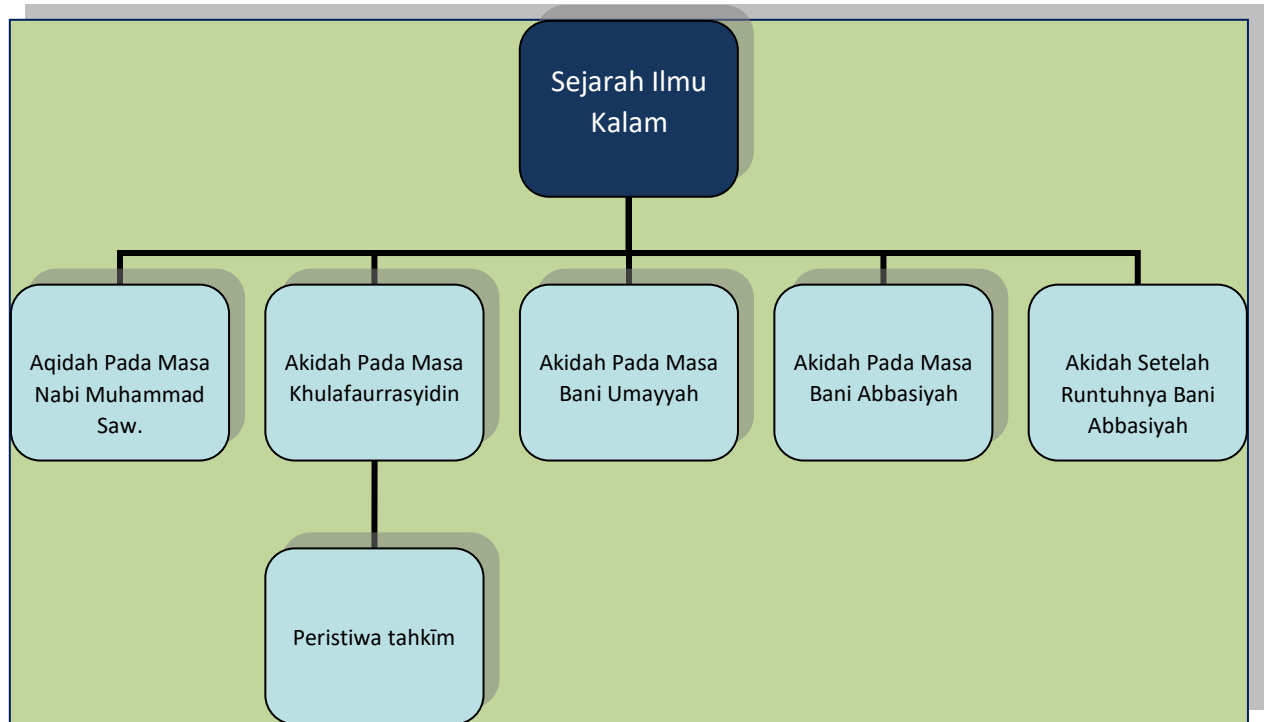 Sejarah Ilmu
Kalam
Aqidah Pada Masa
Nabi Muhammad
Saw.
Akidah Pada Masa
Khulafaurrasyidin
Akidah Pada Masa
Bani Umayyah
Akidah Pada Masa
Bani Abbasiyah
Akidah Setelah
Runtuhnya Bani
Abbasiyah
Peristiwa tahkīm